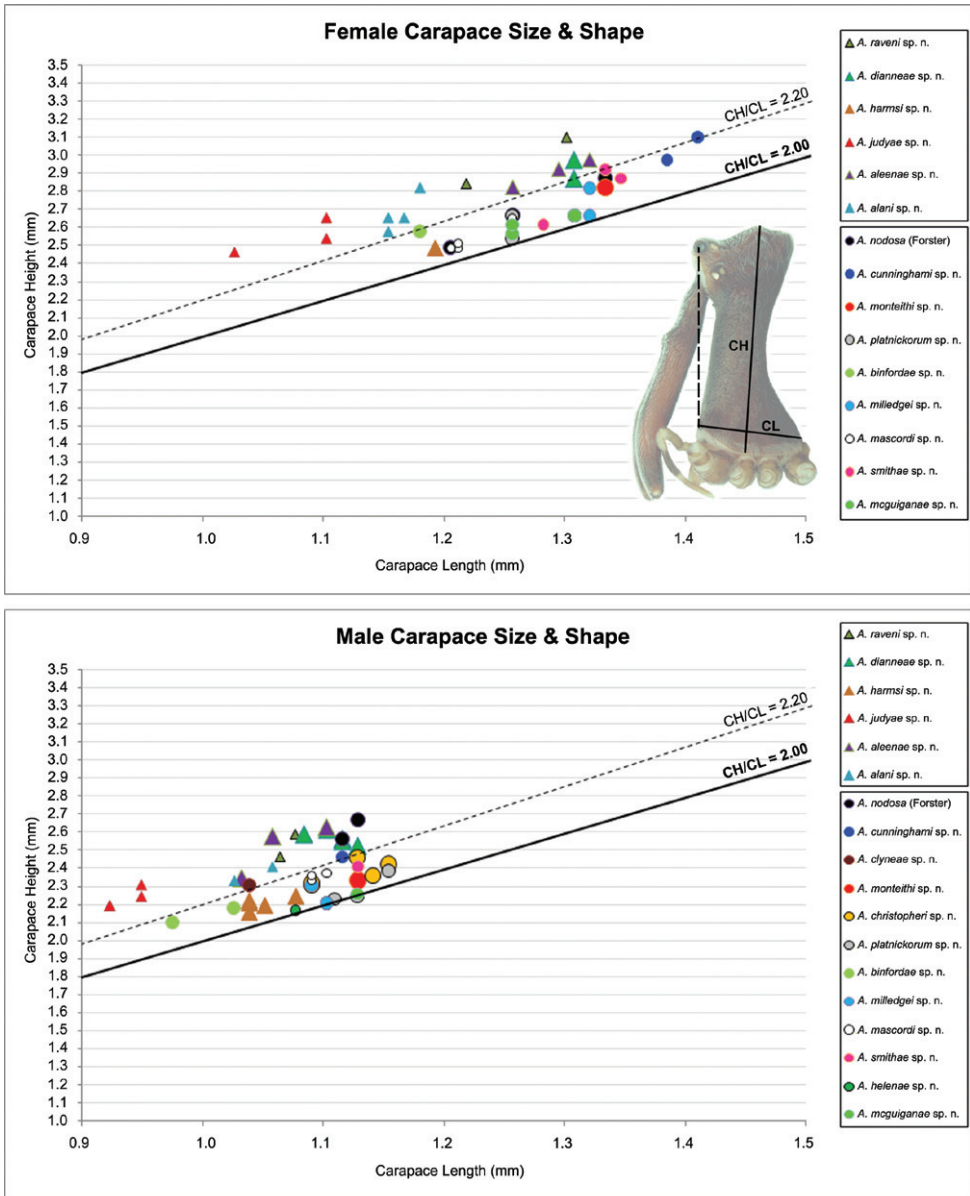 Female Carapace Size & Shape
Carapace Height (mm)
3.5
3.4
3.3
3.2
3.1
3.0
2.9
2.8
2.7
2.6
2.5
2.4
2.3
2.2
2.1
2.0
1.9
1.8
1.7
1.6
1.5
1.4
1.3
1.2
1.1
1.0
0.9 1.0 1.1 1.2 1.3 1.4 1.5
Carapace Length (mm)
CH/CL = 2.20
CH/CL = 2.00
CH
CL
A. raveni sp. n.
A. dianneae sp. n.
A. harmsi sp. n.
A. judyae sp. n.
A. aleenae sp. n.
A. alani sp. n.
A. nodosa (Forster)
A. cunninghami sp. n.
A. monteithi sp. n.
A. platnickorum sp. n.
A. binfordae sp. n.
A. milledgei sp. n.
A. mascordi sp. n.
A. smithae sp. n.
A. mcguiganae sp. n.
Male Carapace Size & Shape
Carapace Height (mm)
3.5
3.4
3.3
3.2
3.1
3.0
2.9
2.8
2.7
2.6
2.5
2.4
2.3
2.2
2.1
2.0
1.9
1.8
1.7
1.6
1.5
1.4
1.3
1.2
1.1
1.0
0.9 1.0 1.1 1.2 1.3 1.4 1.5
Carapace Length (mm)
CH/CL = 2.20
CH/CL = 2.00
A. raveni sp. n.
A. dianneae sp. n.
A. harmsi sp. n.
A. judyae sp. n.
A. aleenae sp. n.
A. alani sp. n.
A. nodosa (Forster)
A. cunninghami sp. n.
A. clyneae sp. n.
A. monteithi sp. n.
A. christopheri sp. n.
A. platnickorum sp. n.
A. binfordae sp. n.
A. milledgei sp. n.
A. mascordi sp. n.
A. smithae sp. n.
A. helenae sp. n.
A. mcguiganae sp. n.